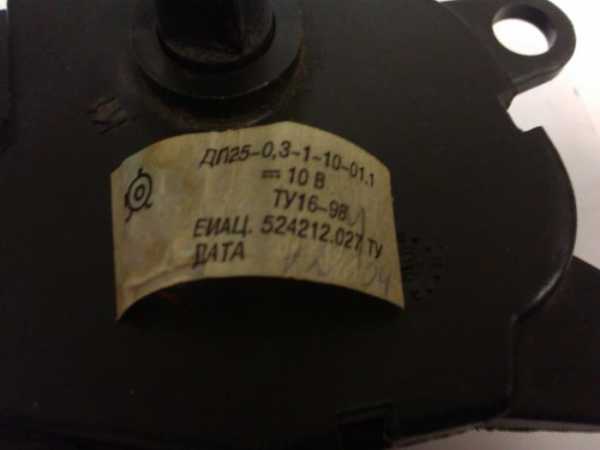 ДП25-0,3-1-10-01.1
= 10 В
ТУ16-98
ЕИАЦ. 524212.027 ТУ
ДАТА